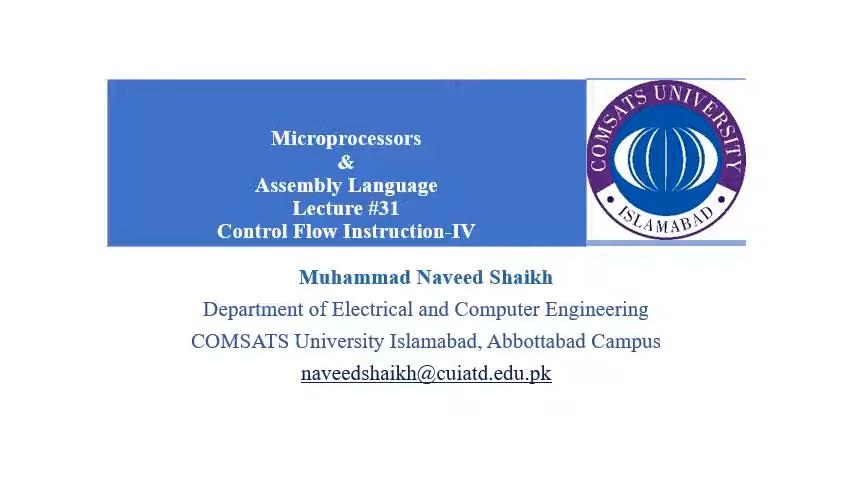 Microprocessors
&
Assembly Language
Lecture #31
Control Flow Instruction-IV
COMSATS UNIVERSITY
ISLAMABAD
Muhammad Naveed Shaikh
Department of Electrical and Computer Engineering
COMSATS University Islamabad, Abbottabad Campus
naveedshaikh@cuiatd.edu.pk